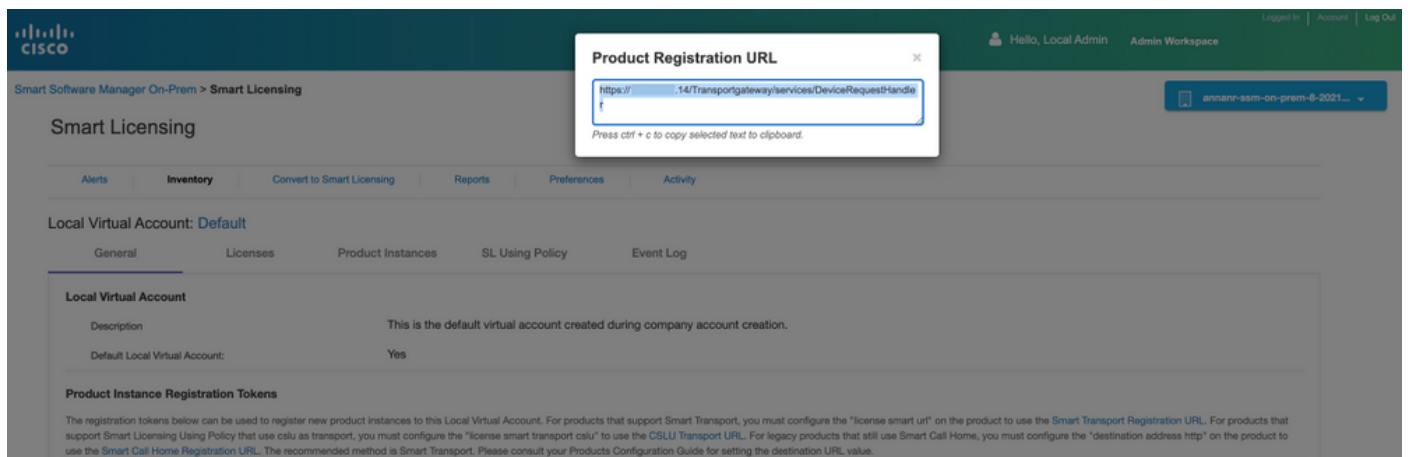 Logged In | Account | Log Out
CISCO
Hello, Local Admin Admin Workspace
Product Registration URL ×
https:// .14/Transportgateway/services/DeviceRequestHandle
r
Press ctrl + c to copy selected text to clipboard.
Smart Software Manager On-Prem > Smart Licensing
annanr-ssm-on-prem-8-2021...
Smart Licensing
Alerts Inventory Convert to Smart Licensing Reports Preferences Activity
Local Virtual Account: Default
General Licenses Product Instances SL Using Policy Event Log
Local Virtual Account
Description This is the default virtual account created during company account creation.
Default Local Virtual Account: Yes
Product Instance Registration Tokens
The registration tokens below can be used to register new product instances to this Local Virtual Account. For products that support Smart Transport, you must configure the "license smart url" on the product to use the Smart Transport Registration URL. For products that
support Smart Licensing Using Policy that use cslu as transport, you must configure the "license smart transport cslu" to use the CSLU Transport URL. For legacy products that still use Smart Call Home, you must configure the "destination address http" on the product to
use the Smart Call Home Registration URL. The recommended method is Smart Transport. Please consult your Products Configuration Guide for setting the destination URL value.